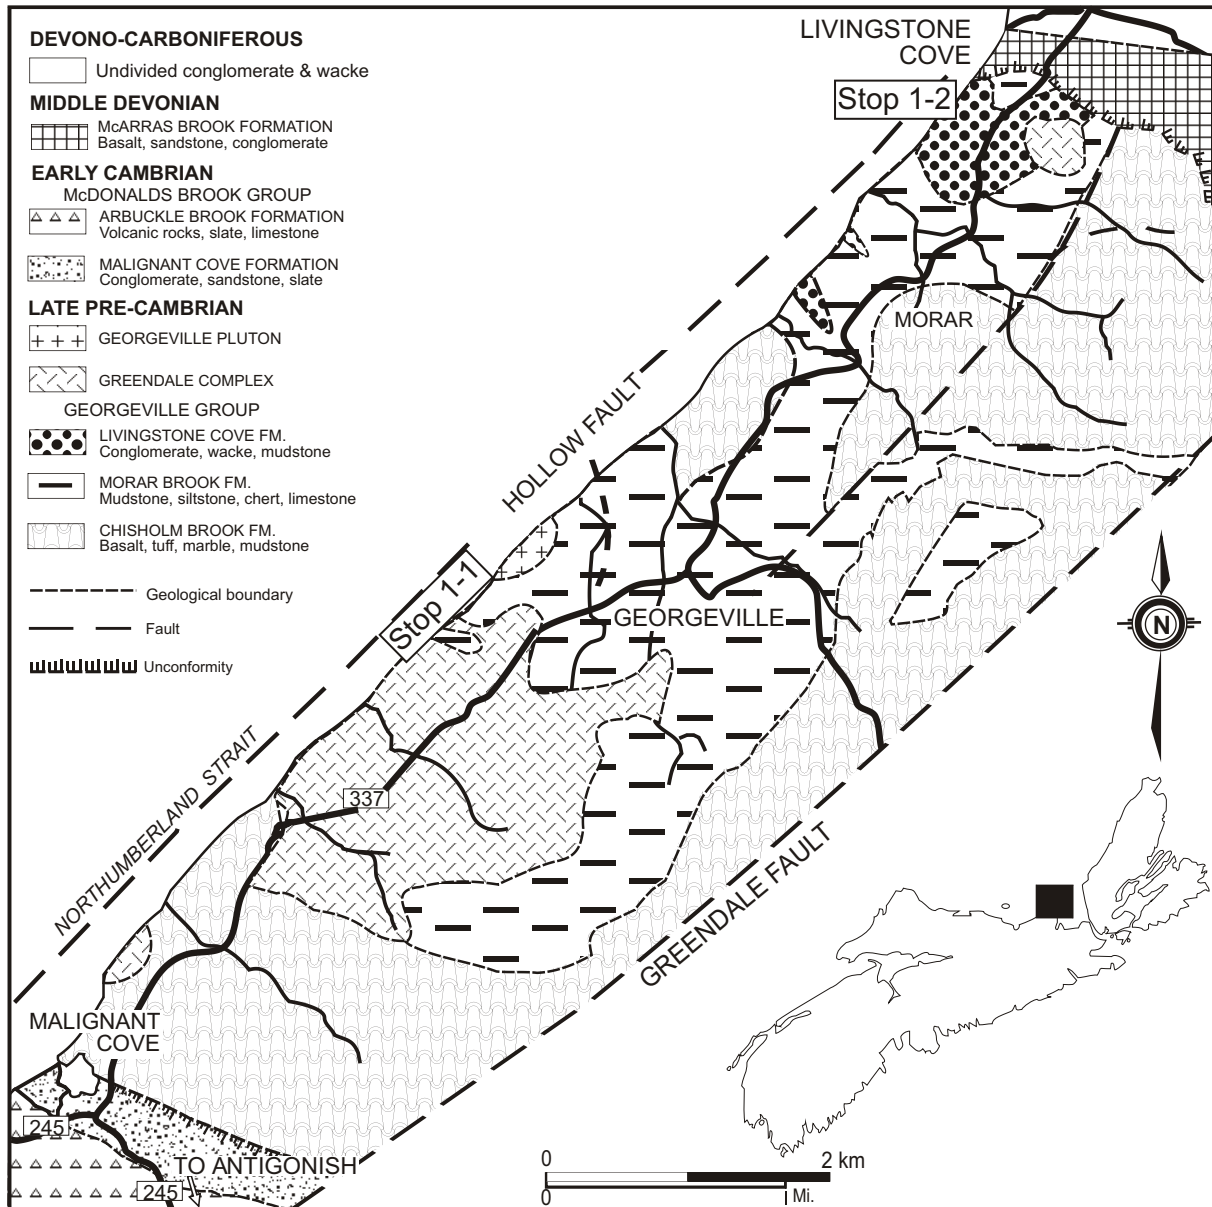 DEVONO-CARBONIFEROUS
Undivided conglomerate & wacke
MIDDLE DEVONIAN
McARRAS BROOK FORMATION
Basalt, sandstone, conglomerate
EARLY CAMBRIAN
McDONALDS BROOK GROUP
ARBUCKLE BROOK FORMATION
Volcanic rocks, slate, limestone
MALIGNANT COVE FORMATION
Conglomerate, sandstone, slate
LATE PRE-CAMBRIAN
GEORGEVILLE PLUTON
GREENDALE COMPLEX
GEORGEVILLE GROUP
LIVINGSTONE COVE FM.
Conglomerate, wacke, mudstone
MORAR BROOK FM.
Mudstone, siltstone, chert, limestone
CHISHOLM BROOK FM.
Basalt, tuff, marble, mudstone
Geological boundary
Fault
Unconformity
LIVINGSTONE
COVE
Stop 1-2
MORAR
HOLLOW FAULT
Stop 1-1
GEORGEVILLE
N
337
NORTHUMBERLAND STRAIT
GREENDALE FAULT
MALIGNANT
COVE
245
TO ANTIGONISH
245
0
2 km
0
Mi.